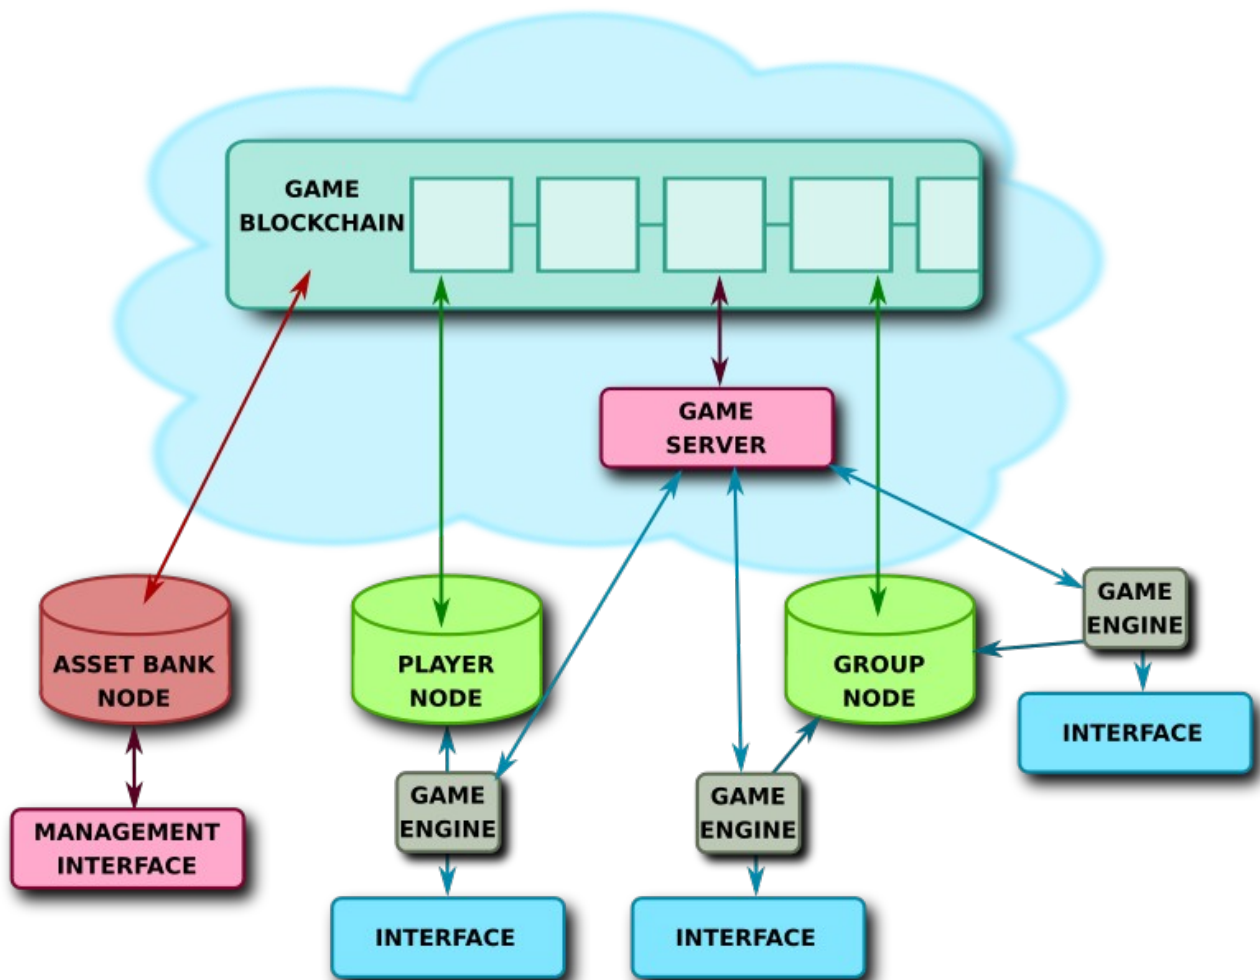 GAME
BLOCKCHAIN
GAME
SERVER
GAME
ENGINE
ASSET BANK
NODE
PLAYER
NODE
GROUP
NODE
INTERFACE
GAME
ENGINE
GAME
ENGINE
MANAGEMENT
INTERFACE
INTERFACE
INTERFACE